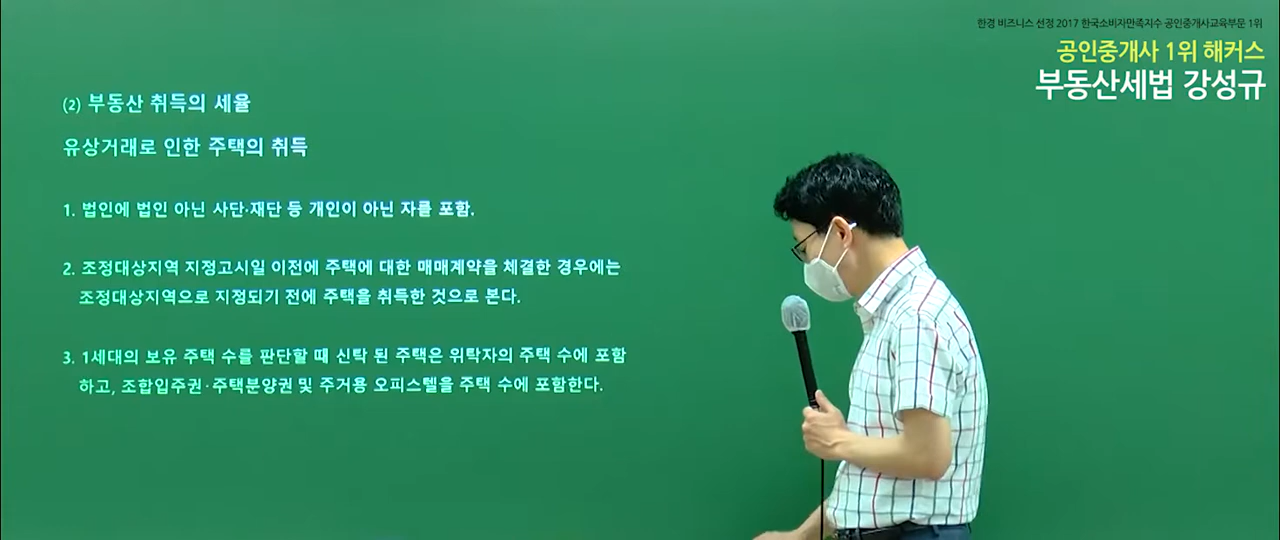 한경 비즈니스 선정 2017 한국소비자만족지수 공인중개사교육부문 1위
공인중개사 1위 해커스
부동산세법 강성규
(2) 부동산 취득의 세율
유상거래로 인한 주택의 취득
1. 법인에 법인 아닌 사단·재단 등 개인이 아닌 자를 포함.
2. 조정대상지역 지정고시일 이전에 주택에 대한 매매계약을 체결한 경우에는
조정대상지역으로 지정되기 전에 주택을 취득한 것으로 본다.
3. 1세대의 보유 주택 수를 판단할 때 신탁 된 주택은 위탁자의 주택 수에 포함
하고, 조합입주권·주택분양권 및 주거용 오피스텔을 주택 수에 포함한다.